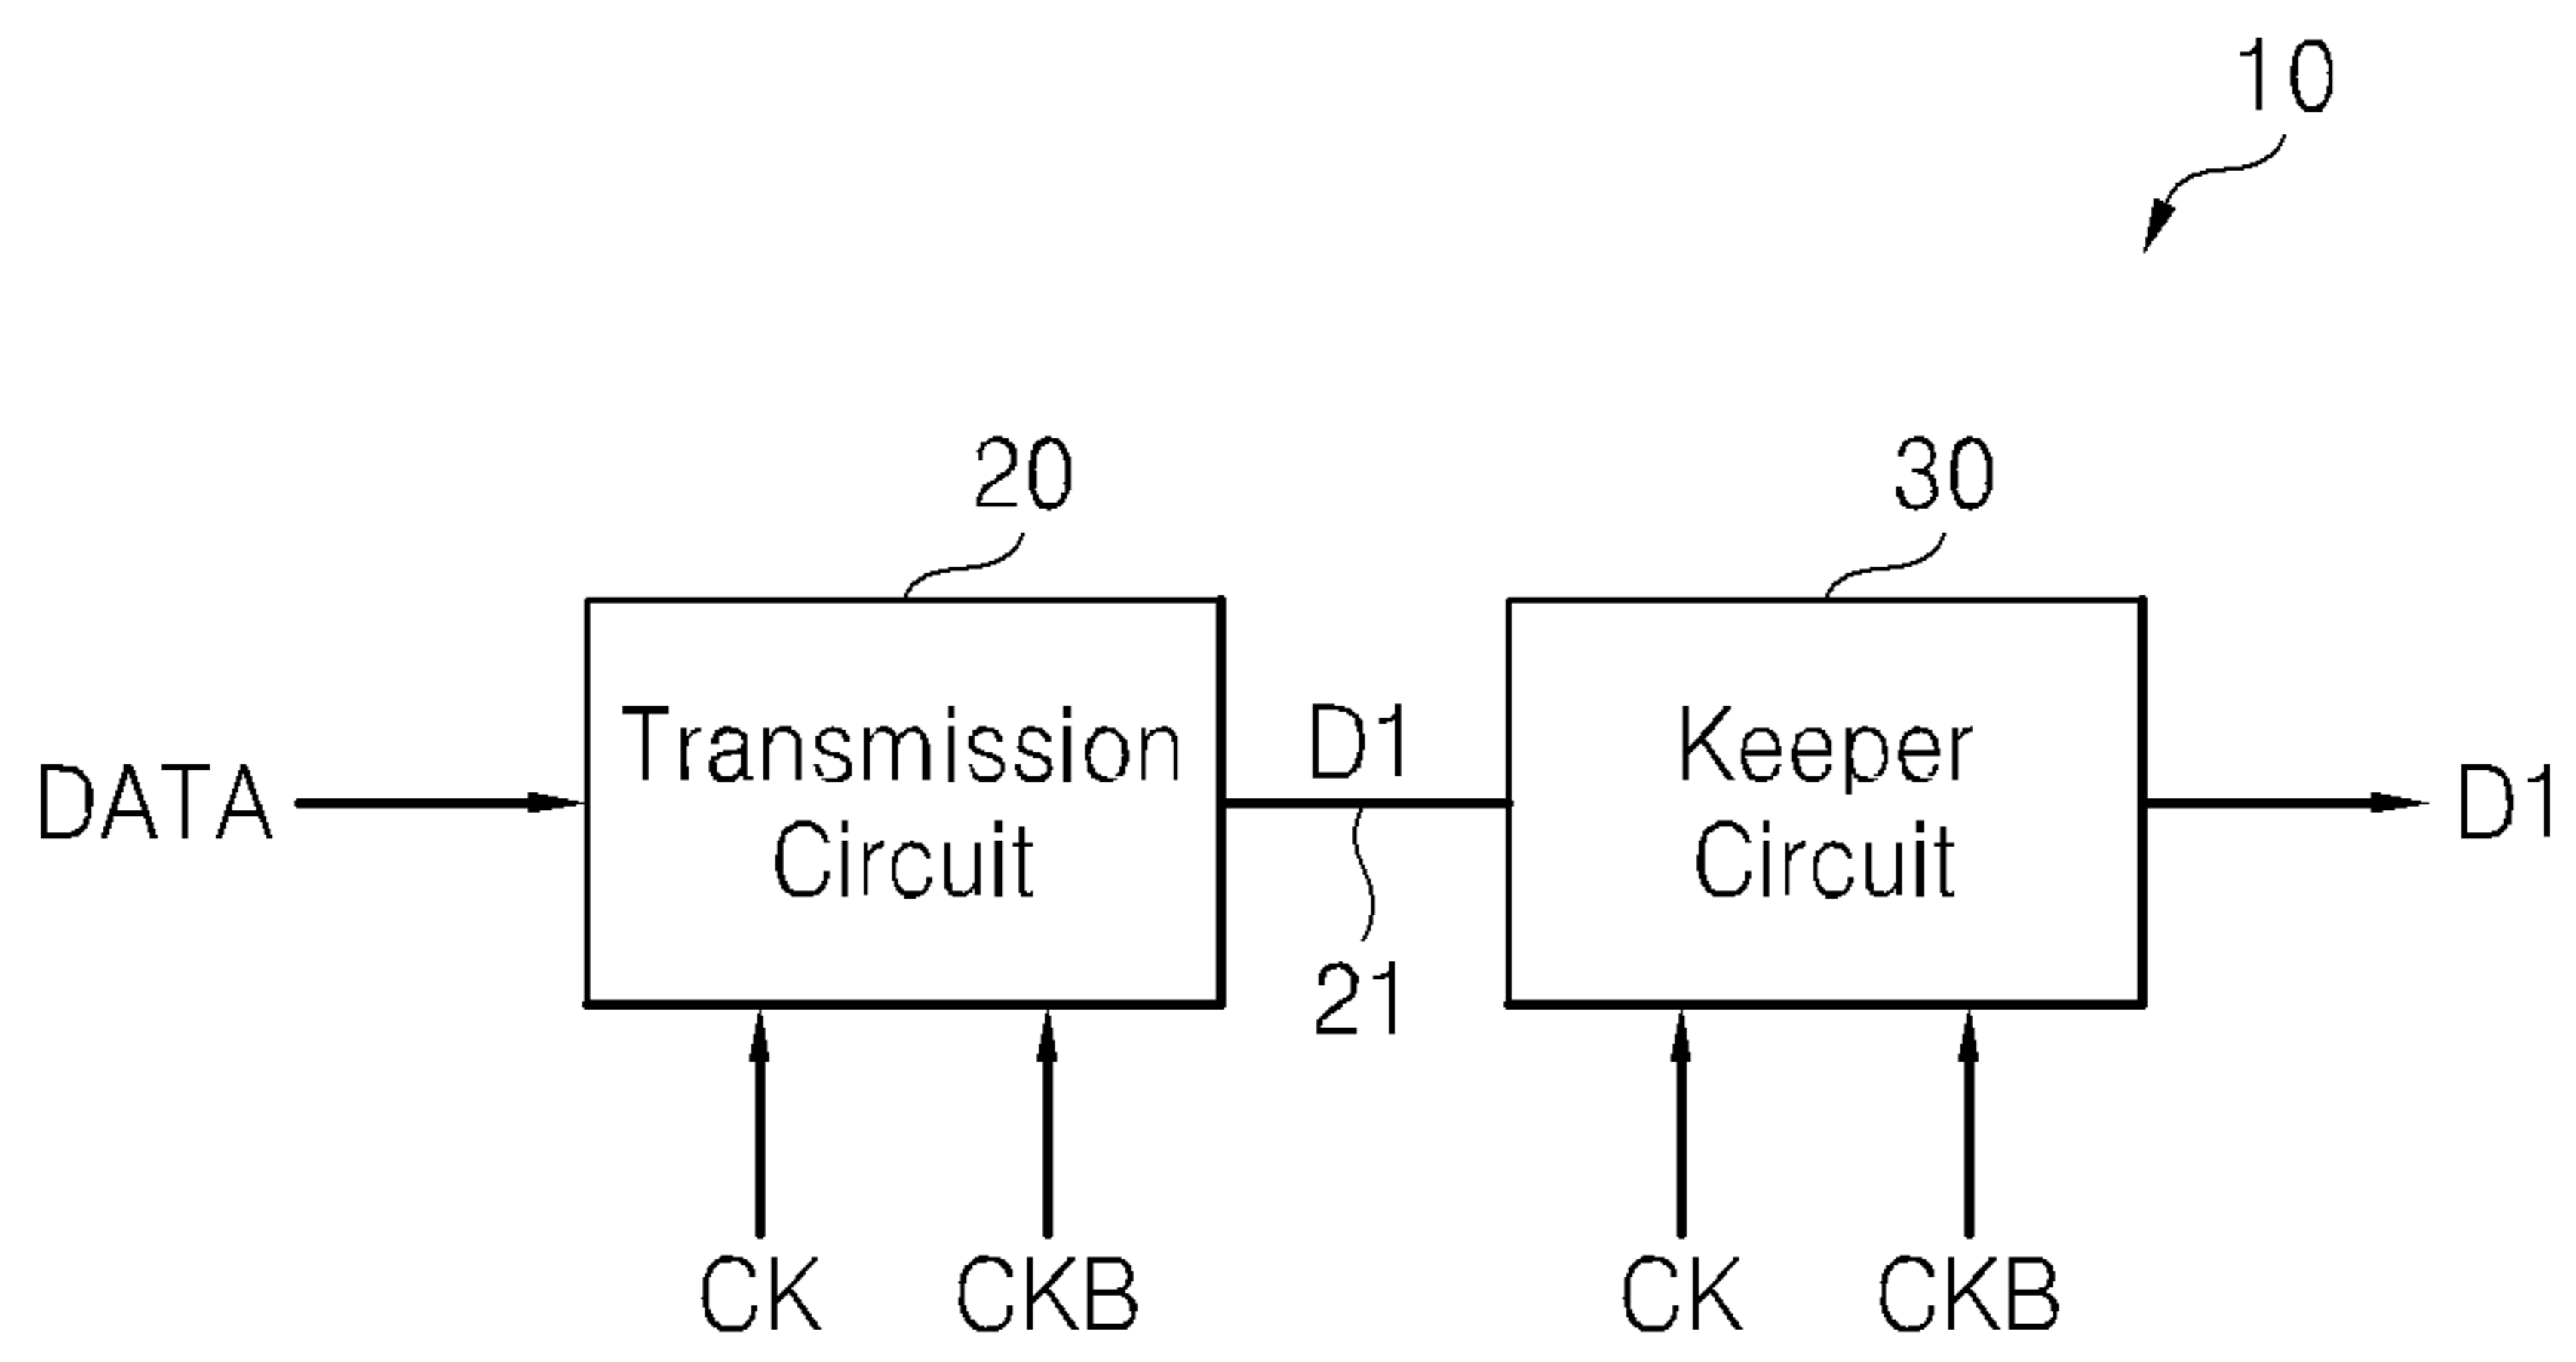 10
20
30
Transmission
Circuit
D1
Keeper
Circuit
DATA
D1
21
CK
CKB
CK
CKB